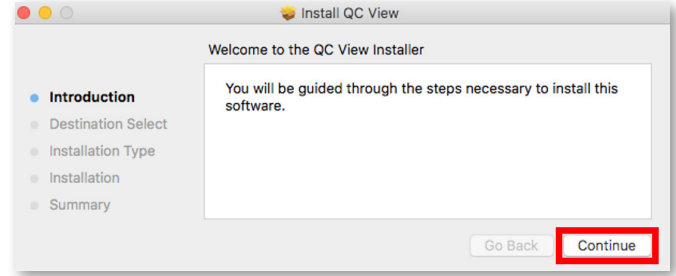 Install QC View
Welcome to the QC View Installer
Introduction
Destination Select
Installation Type
Installation
Summary
You will be guided through the steps necessary to install this
software.
Go Back
Continue